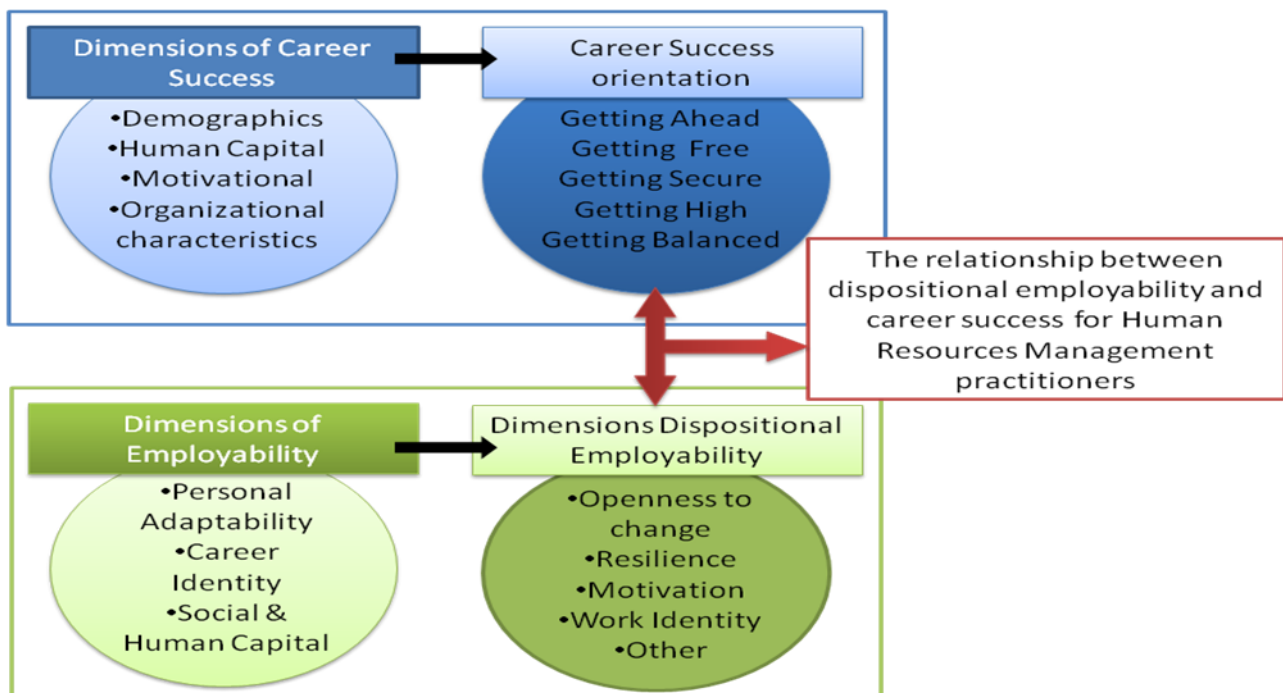 Dimensions of Career
Success
•Demographics
•Human Capital
•Motivational
•Organizational
characteristics
Career Success
orientation
Getting Ahead
Getting Free
Getting Secure
Getting High
Getting Balanced
The relationship between
dispositional employability and
career success for Human
Resources Management
practitioners
Dimensions of
Employability
•Personal
Adaptability
•Career
Identity
•Social &
Human Capital
Dimensions Dispositional
Employability
•Openness to
change
•Resilience
•Motivation
•Work Identity
•Other